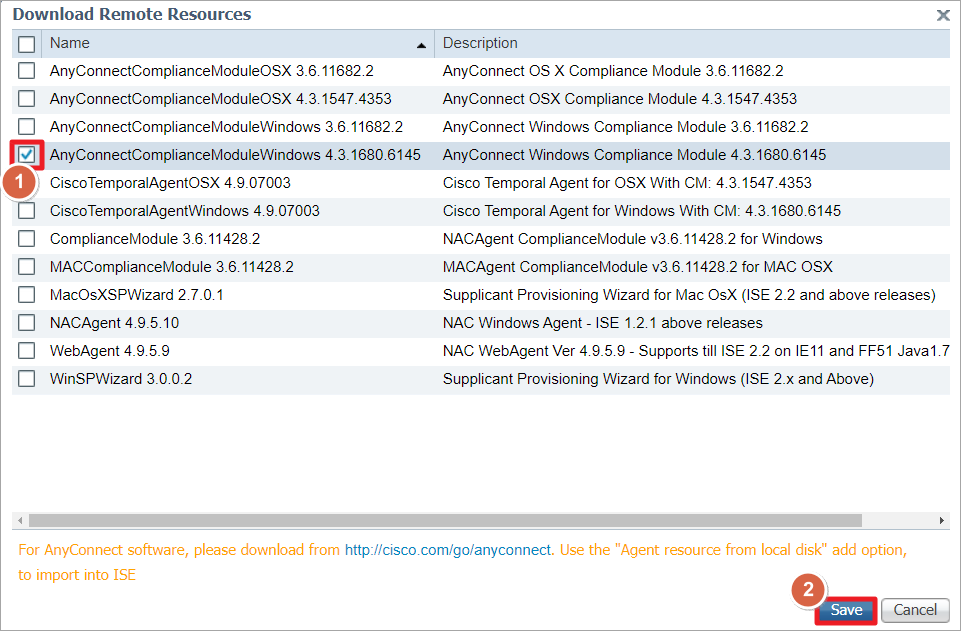 Download Remote Resources
Name Description
AnyConnectComplianceModuleOSX 3.6.11682.2 AnyConnect OS X Compliance Module 3.6.11682.2
AnyConnectComplianceModuleOSX 4.3.1547.4353 AnyConnect OSX Compliance Module 4.3.1547.4353
AnyConnectComplianceModuleWindows 3.6.11682.2 AnyConnect Windows Compliance Module 3.6.11682.2
AnyConnectComplianceModuleWindows 4.3.1680.6145 AnyConnect Windows Compliance Module 4.3.1680.6145
1
CiscoTemporalAgentOSX 4.9.07003 Cisco Temporal Agent for OSX With CM: 4.3.1547.4353
CiscoTemporalAgentWindows 4.9.07003 Cisco Temporal Agent for Windows With CM: 4.3.1680.6145
ComplianceModule 3.6.11428.2 NACAgent ComplianceModule v3.6.11428.2 for Windows
MACComplianceModule 3.6.11428.2 MACAgent ComplianceModule v3.6.11428.2 for MAC OSX
MacOsXSPWizard 2.7.0.1 Supplicant Provisioning Wizard for Mac OsX (ISE 2.2 and above releases)
NACAgent 4.9.5.10 NAC Windows Agent - ISE 1.2.1 above releases
WebAgent 4.9.5.9 NAC WebAgent Ver 4.9.5.9 - Supports till ISE 2.2 on IE11 and FF51 Java1.7
WinSPWizard 3.0.0.2 Supplicant Provisioning Wizard for Windows (ISE 2.x and Above)
For AnyConnect software, please download from http://cisco.com/go/anyconnect. Use the "Agent resource from local disk" add option,
to import into ISE
2
Save Cancel